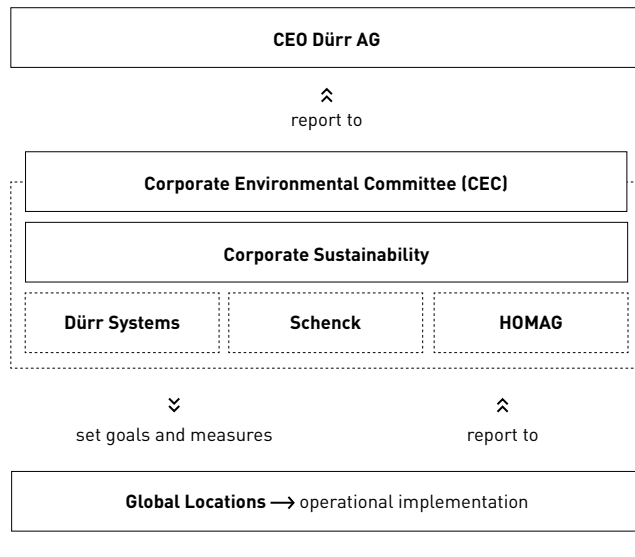 CEO Dürr AG
report to
Corporate Environmental Committee (CEC)
Corporate Sustainability
Dürr Systems
Schenck
HOMAG
set goals and measures
report to
Global Locations → operational implementation